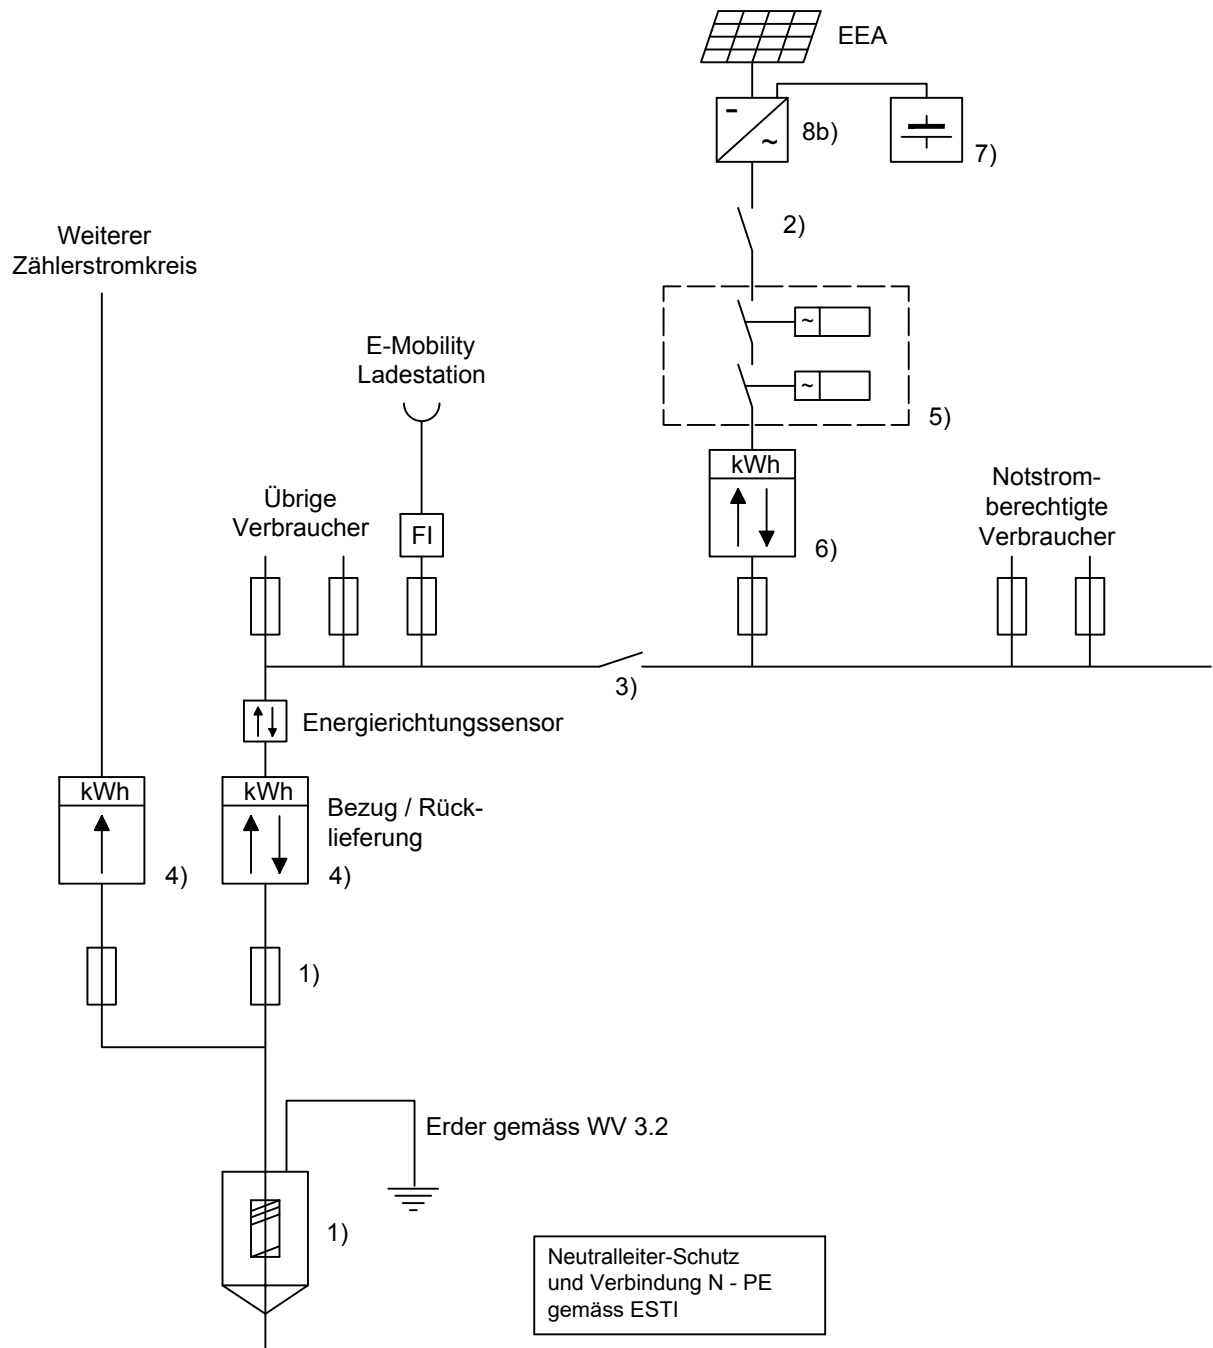 EEA
-
~
8b)
7)
2)
Weiterer
Zählerstromkreis
~
~
5)
E-Mobility
Ladestation
kWh
6)
Notstrom-
berechtigte
Verbraucher
Übrige
Verbraucher
FI
3)
Energierichtungssensor
kWh
4)
kWh
Bezug / Rück-
lieferung
4)
1)
Erder gemäss WV 3.2
1)
Neutralleiter-Schutz
und Verbindung N - PE
gemäss ESTI